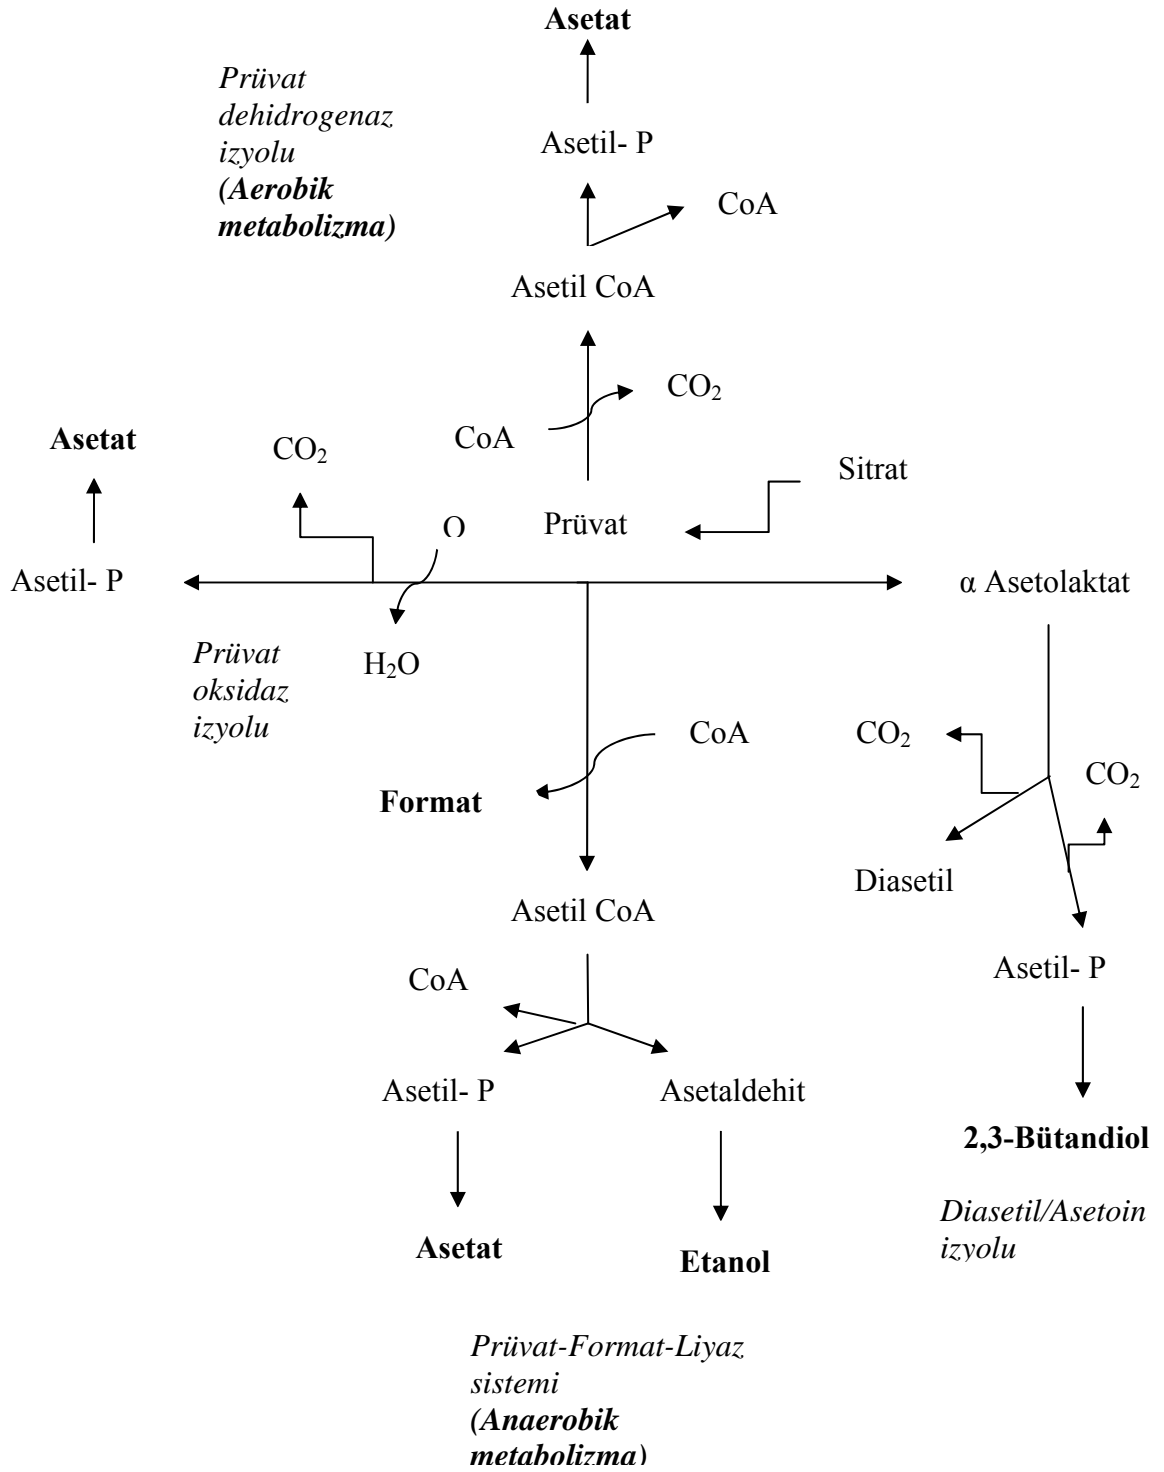 Asetat
Prüvat
dehidrogenaz
izyolu
(Aerobik
metabolizma)
Asetil- P
CoA
Asetil CoA
CO₂
CoA
Asetat
CO₂
Sitrat
O
Prüvat
Asetil- P
α Asetolaktat
Prüvat
oksidaz
izyolu
H₂O
CoA
CO₂
CO₂
Format
Diasetil
Asetil CoA
Asetil- P
CoA
Asetil- P
Asetaldehit
2,3-Bütandiol
Diasetil/Asetoin
izyolu
Asetat
Etanol
Prüvat-Format-Liyaz
sistemi
(Anaerobik
metabolizma)